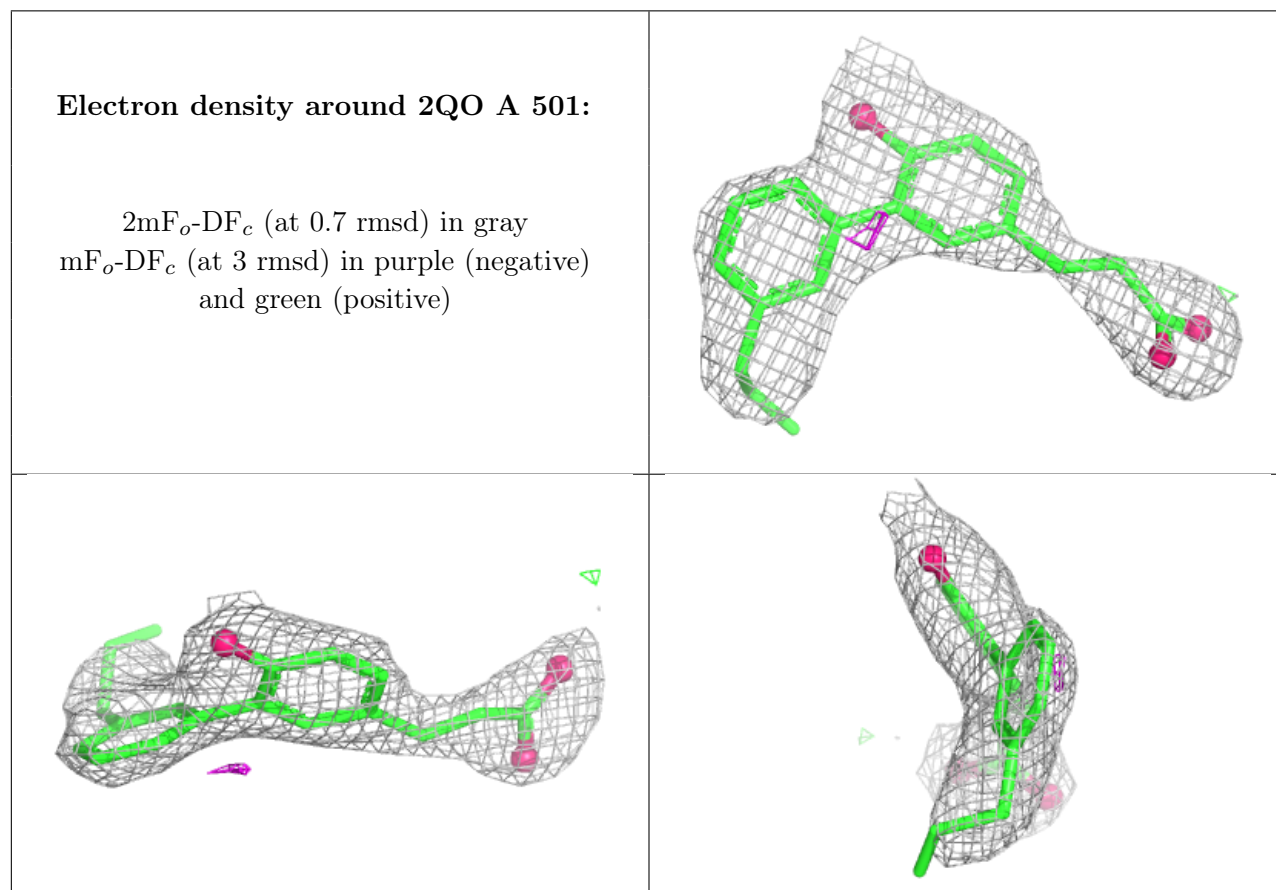 Electron density around 2QO A 501:
2mFo-DFc (at 0.7 rmsd) in gray
mFo-DFc (at 3 rmsd) in purple (negative)
and green (positive)